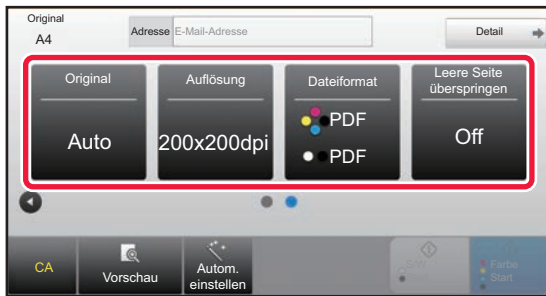 Original
A4
Adresse E-Mail-Adresse
Detail
Original
Auto
Auflösung
200x200dpi
Dateiformat
PDF
PDF
Leere Seite
überspringen
Off
CA
Vorschau
Autom.
einstellen
S/W
Start
Farbe
Start